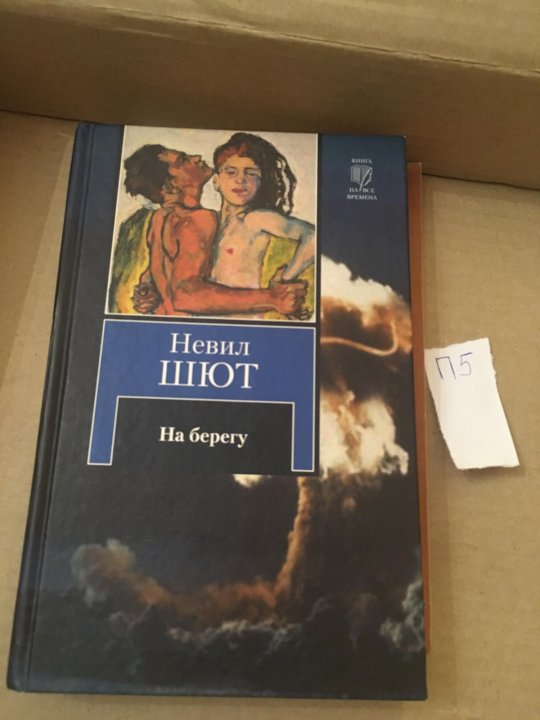 КНИГА
НА ВСЕ
ВРЕМЕНА
Невил
ШЮТ
На берегу
П5